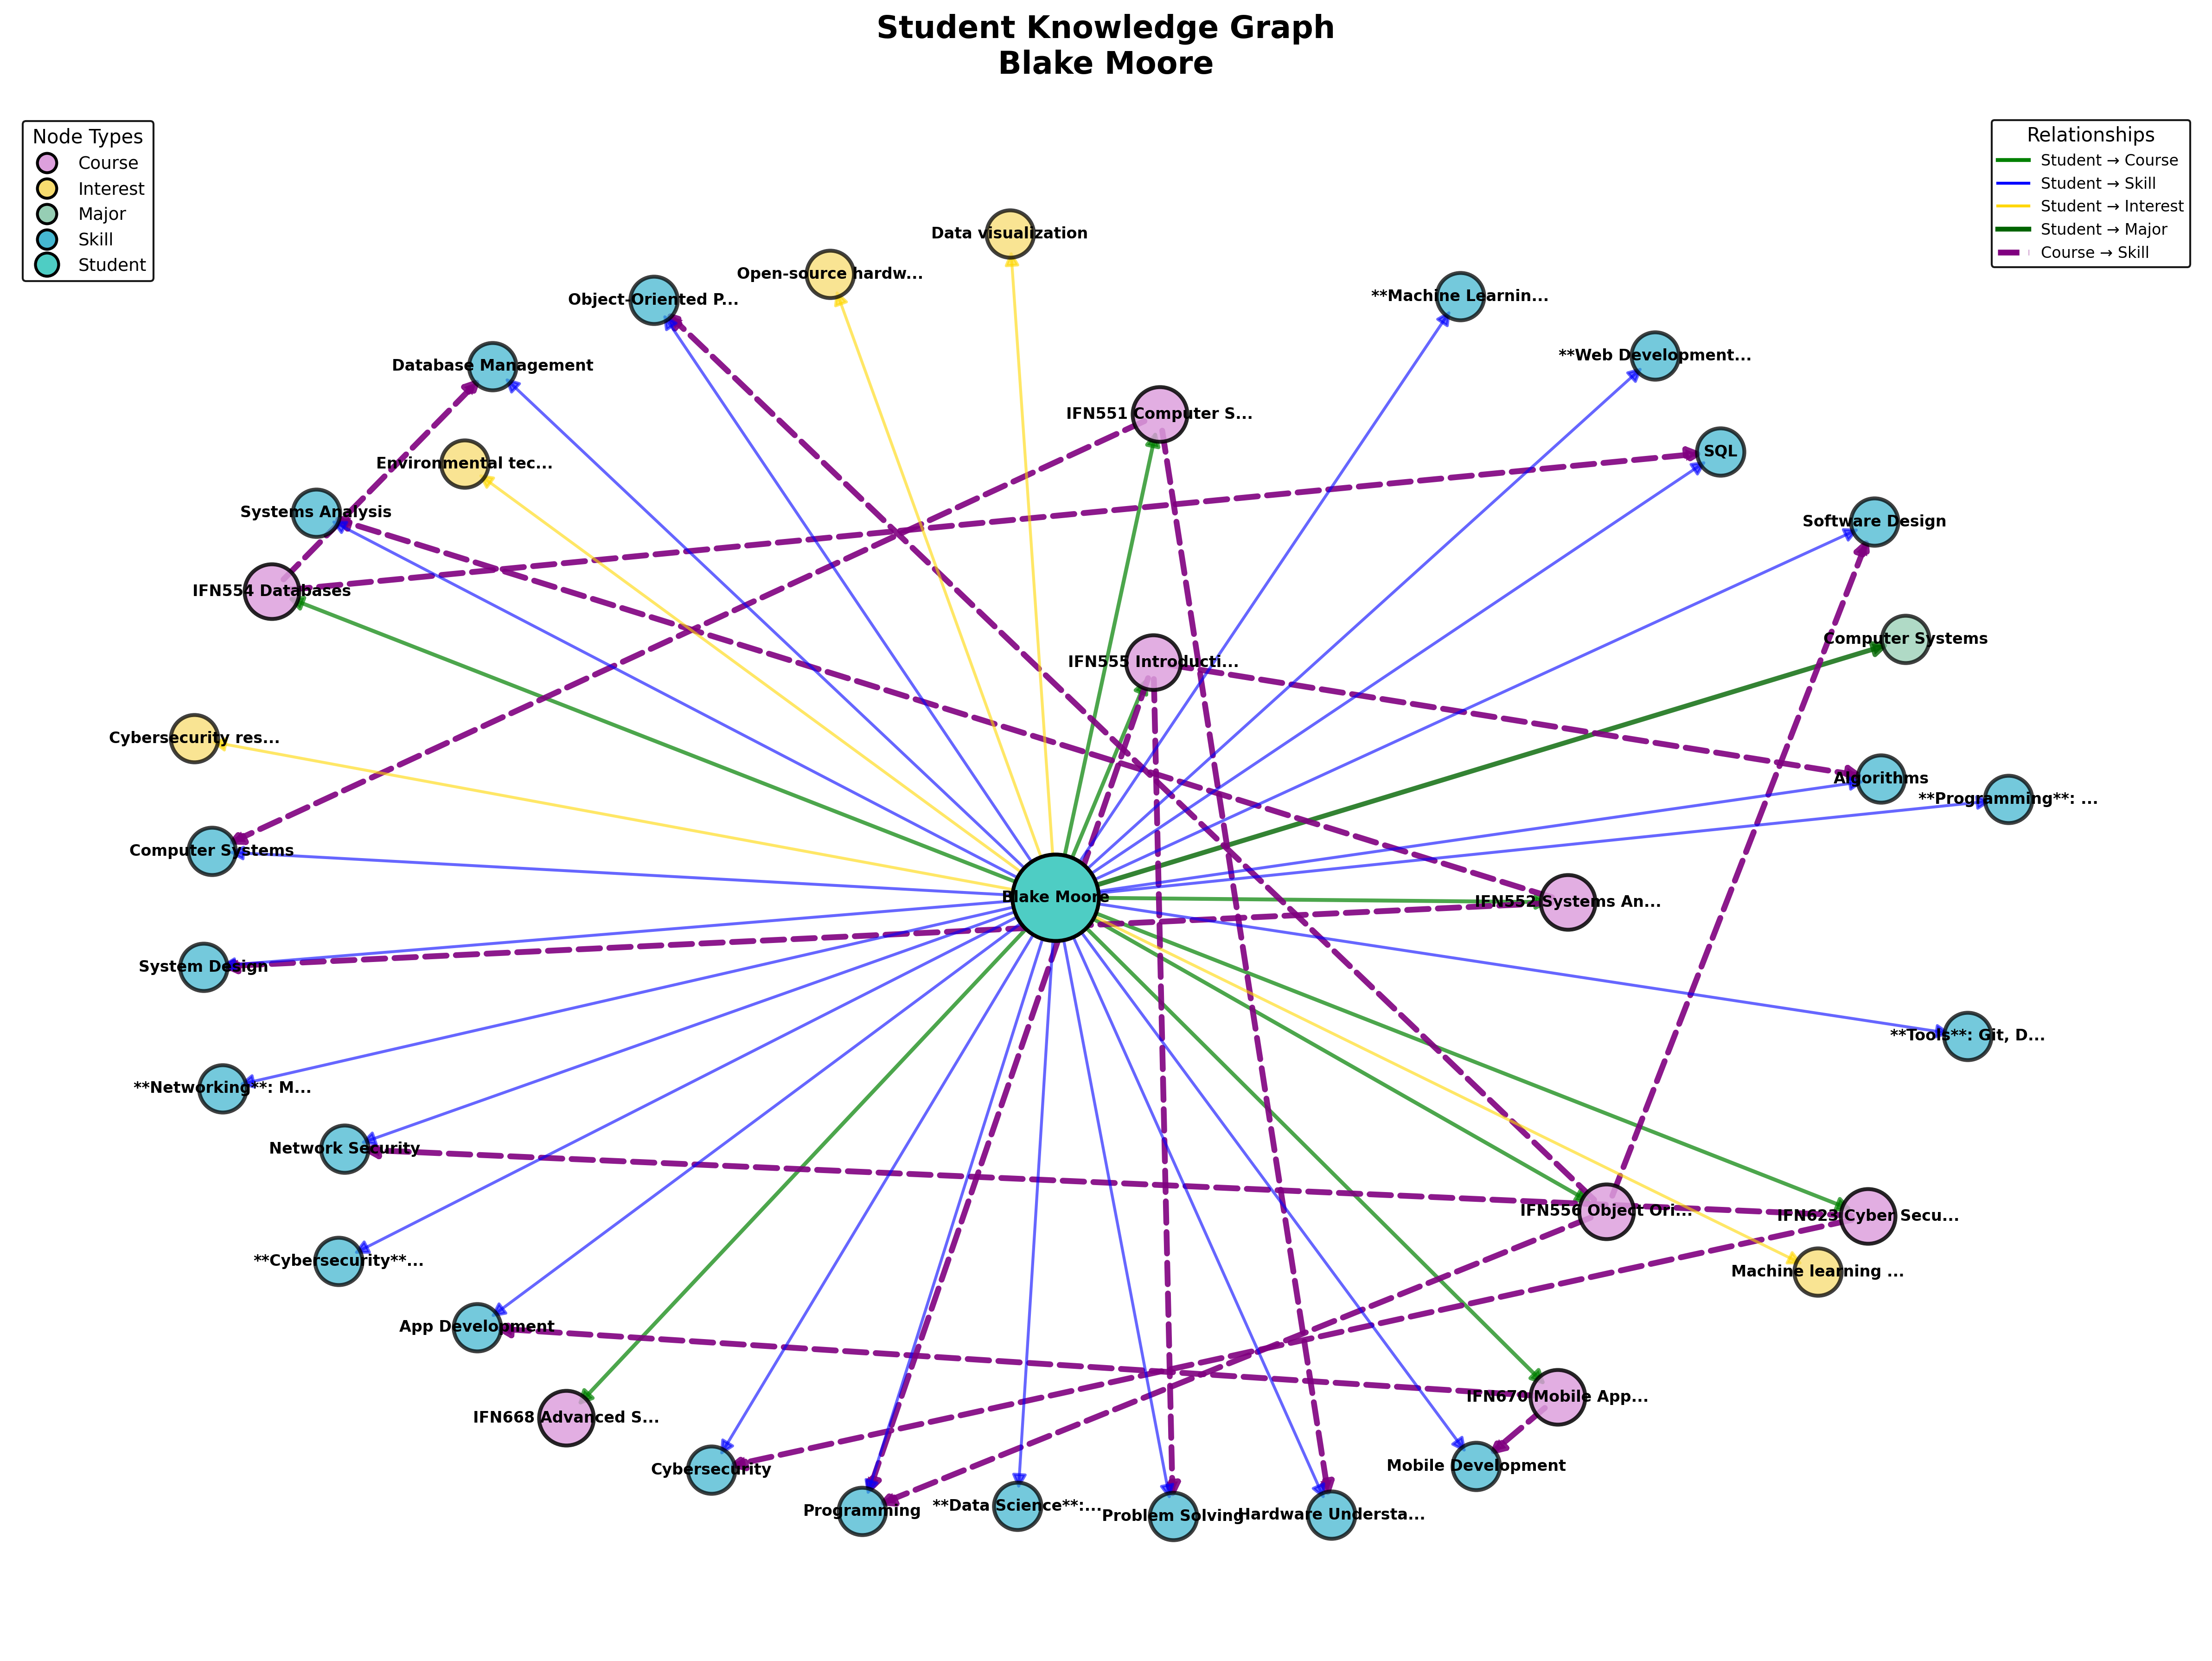 Student Knowledge Graph
Blake Moore
Node Types
Course
Interest
Major
Skill
Student
Relationships
Student → Course
Student → Skill
Student → Interest
Student → Major
Course → Skill
Data visualization
Open-source hardw...
Object-Oriented P...
**Machine Learnin...
**Web Development...
Database Management
IFN551 Computer S...
SQL
Environmental tec...
Systems Analysis
Software Design
IFN554 Databases
Computer Systems
IFN555 Introducti...
Cybersecurity res...
Algorithms
**Programming**: ...
Computer Systems
Blake Moore
IFN552 Systems An...
System Design
**Tools**: Git, D...
**Networking**: M...
Network Security
IFN556 Object Ori...
IFN623 Cyber Secu...
**Cybersecurity**...
Machine learning ...
App Development
IFN670 Mobile App...
IFN668 Advanced S...
Cybersecurity
Mobile Development
Programming
**Data Science**:...
Problem Solving
Hardware Understa...